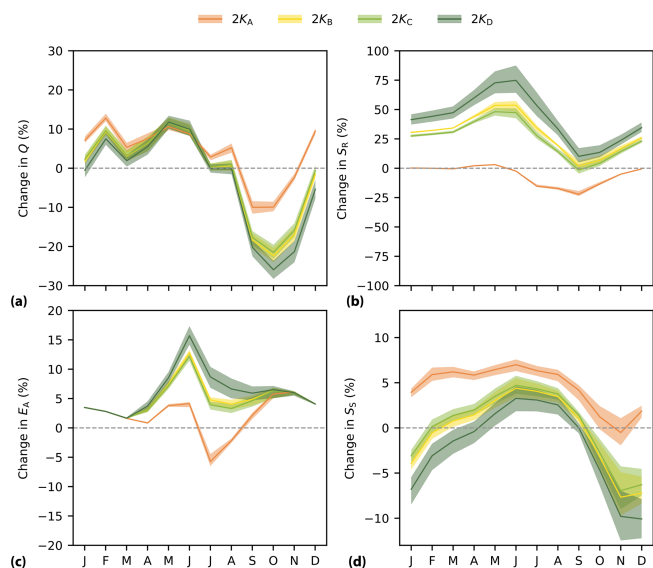 2K_A 2K_B 2K_C 2K_D
Change in Q (%)
30
20
10
0
−10
−20
−30
(a)
Change in S_R (%)
100
75
50
25
0
−25
−50
−75
−100
(b)
Change in E_A (%)
20
15
10
5
0
−5
−10
−15
−20
J F M A M J J A S O N D
(c)
Change in S_S (%)
10
5
0
−5
−10
J F M A M J J A S O N D
(d)